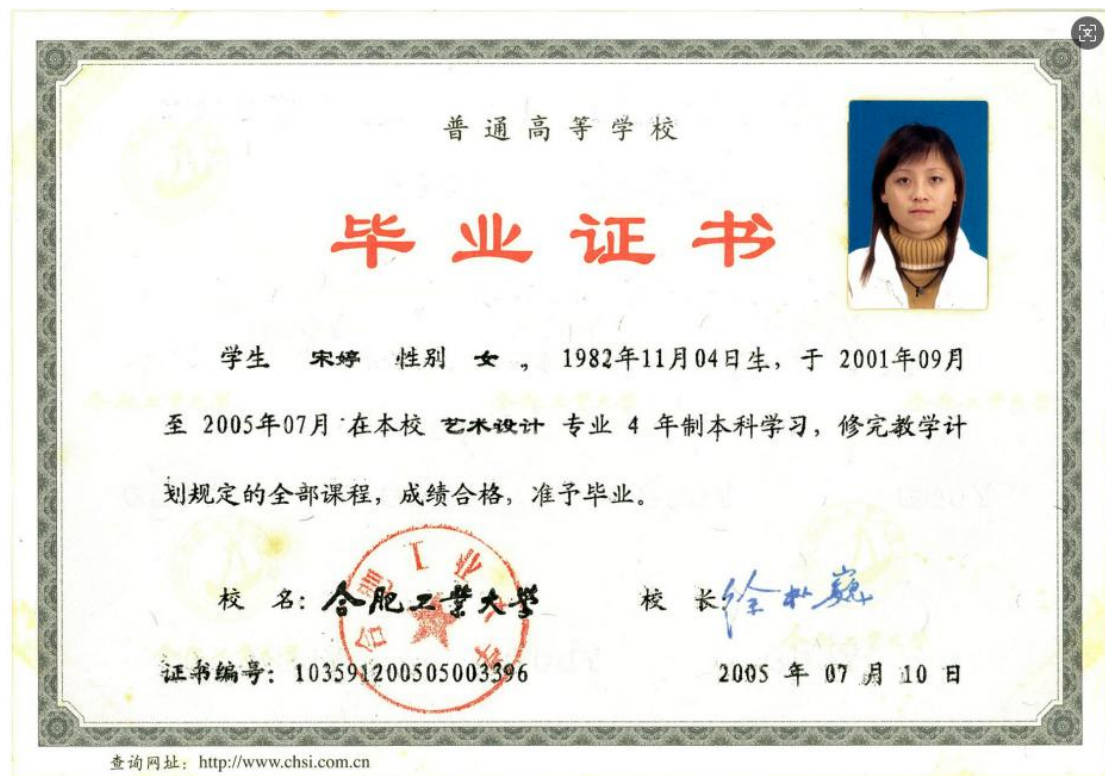 普通高等学校
毕业证书
学生 宋婷 性别 女 , 1982年11月04日生, 于 2001年09月
至 2005年07月 在本校 艺术设计 专业 4 年制本科学习, 修完教学计
划规定的全部课程, 成绩合格, 准予毕业。
校 名: 合肥工业大学
校 长: 徐枞巍
证书编号: 103591200505003396
2005 年 07 月 10 日
查询网址: http://www.chsi.com.cn